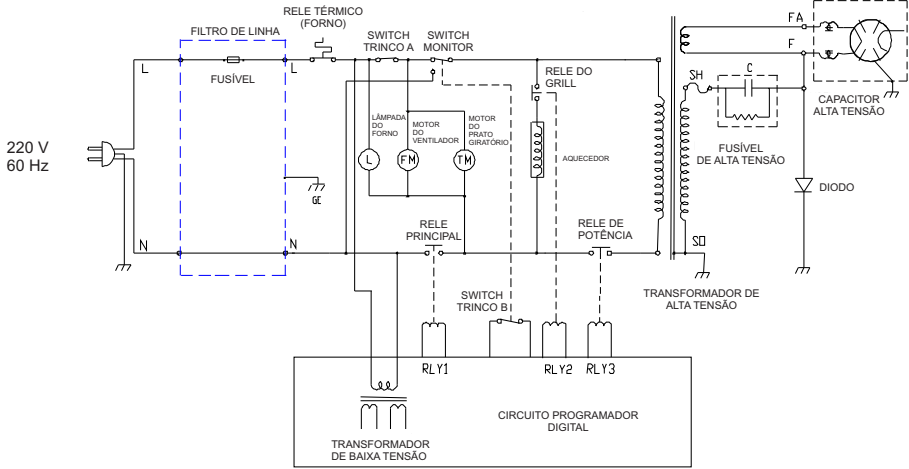 RELE TÉRMICO
(FORNO)
FILTRO DE LINHA
SWITCH
TRINCO A
SWITCH
MONITOR
FA
F
L
L
FUSÍVEL
RELE DO
GRILL
SH
C
CAPACITOR
ALTA TENSÃO
220 V
60 Hz
LÂMPADA
DO
FORNO
MOTOR
DO
VENTILADOR
MOTOR
DO
PRATO
GIRATÓRIO
L
FM
TM
AQUECEDOR
FUSÍVEL
DE ALTA TENSÃO
DIODO
GE
RELE
PRINCIPAL
RELE DE
POTÊNCIA
N
N
SO
SWITCH
TRINCO B
TRANSFORMADOR DE
ALTA TENSÃO
RLY1
RLY2
RLY3
CIRCUITO PROGRAMADOR
DIGITAL
TRANSFORMADOR
DE BAIXA TENSÃO